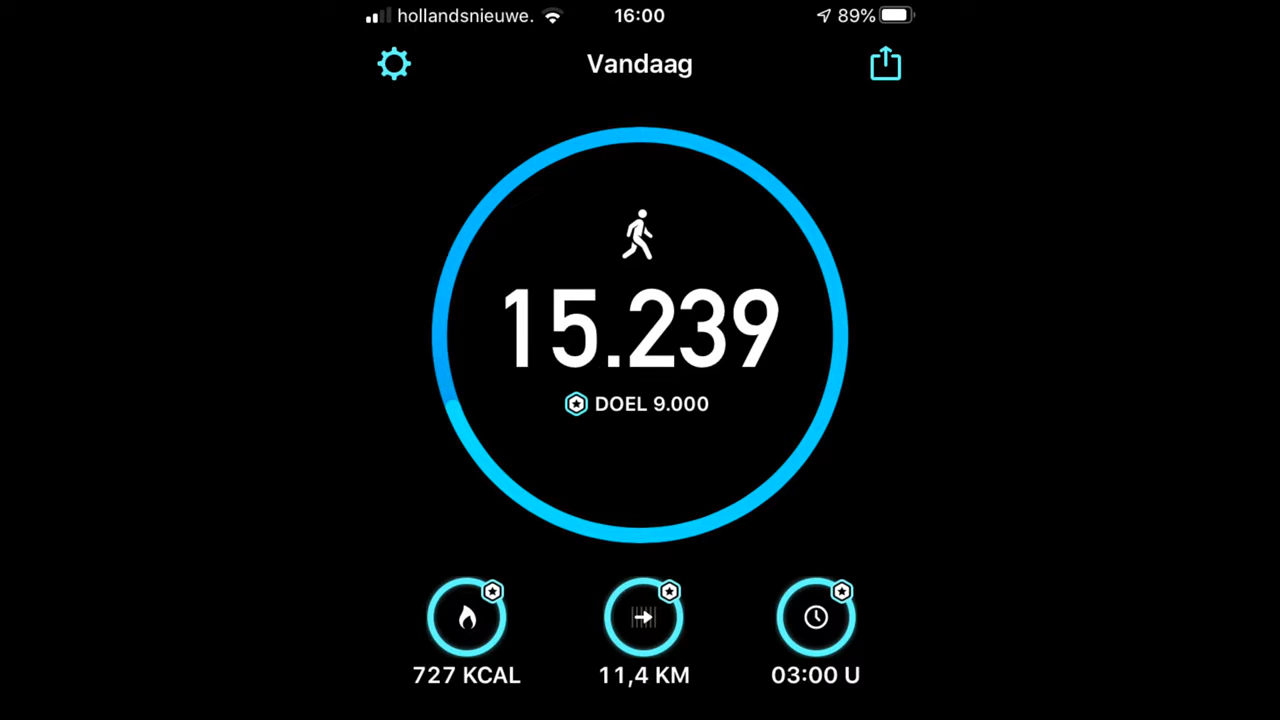 hollandsnieuwe. 16:00 89%
Vandaag
15.239
DOEL 9.000
727 KCAL 11,4 KM 03:00 U